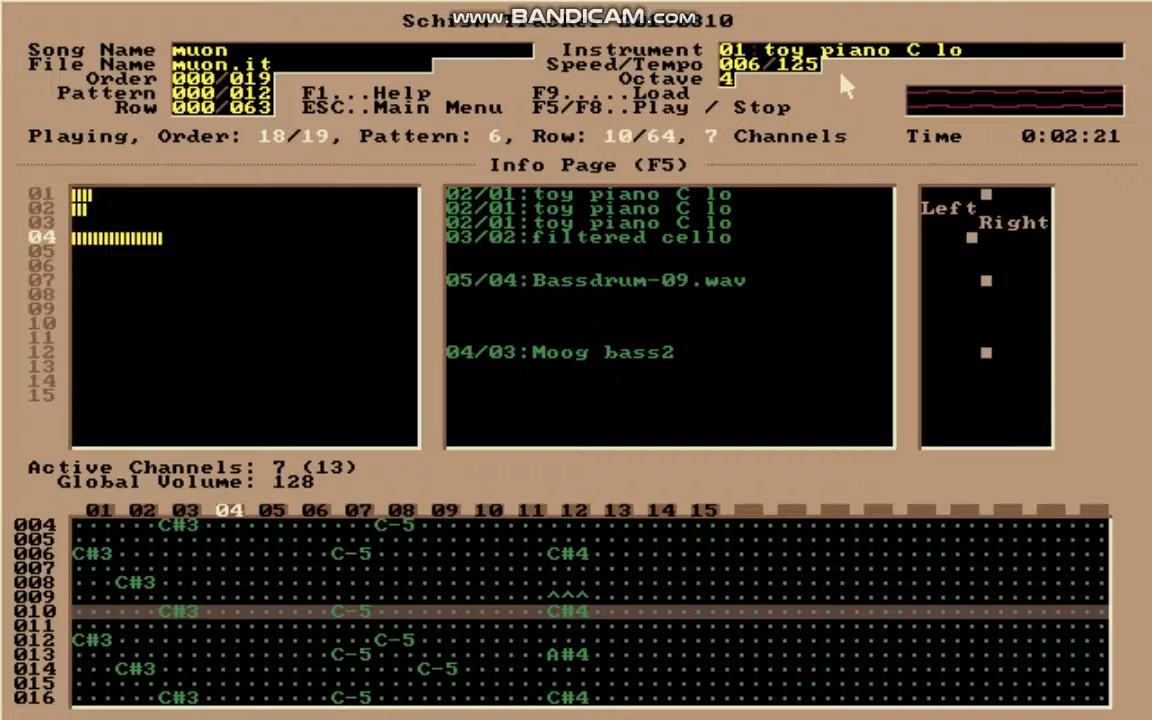 www.BANDICAM.com
Song Name muon Instrument 01 toy piano C lo
File Name muon.it Speed/Tempo 006/125
Order 000/019 Octave 4
Pattern 000/012 F1...Help F9.....Load
Row 000/063 ESC..Main Menu F5/F8..Play / Stop
Playing, Order: 18/19, Pattern: 6, Row: 10/64, 7 Channels Time 0:02:21
Info Page (F5)
01 02/01:toy piano C lo
02 02/01:toy piano C lo Left
03 02/01:toy piano C lo Right
04 03/02:filtered cello
05
06
07 05/04:Bassdrum-09.wav
08
09
10
11
12 04/03:Moog bass2
13
14
15
Active Channels: 7 (13)
Global Volume: 128
01 02 03 04 05 06 07 08 09 10 11 12 13 14 15
004 C#3 C-5
005
006 C#3 C-5 C#4
007
008 C#3
009 ^^^
010 C#3 C-5 C#4
011
012 C#3 C-5
013 C-5 A#4
014 C#3 C-5
015
016 C#3 C-5 C#4